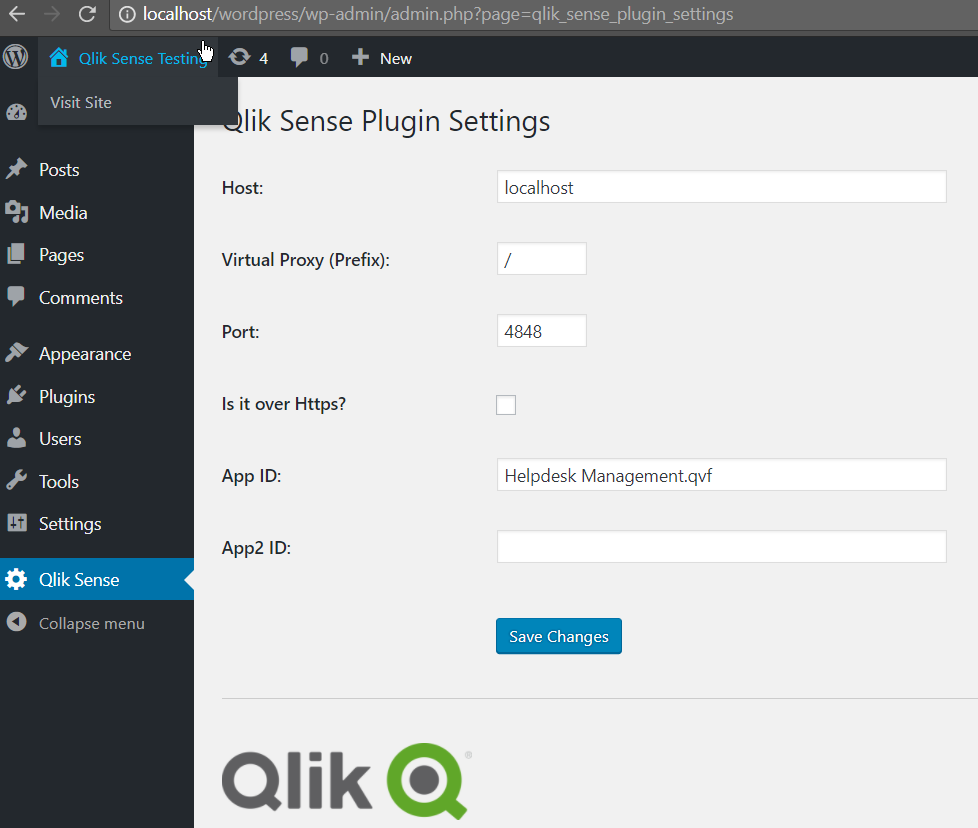 localhost/wordpress/wp-admin/admin.php?page=qlik_sense_plugin_settings
Qlik Sense Testing 4 0 New
Visit Site
Qlik Sense Plugin Settings
Posts
Media
Pages
Comments
Appearance
Plugins
Users
Tools
Settings
Qlik Sense
Collapse menu
Host: localhost
Virtual Proxy (Prefix): /
Port: 4848
Is it over Https?
App ID: Helpdesk Management.qvf
App2 ID:
Save Changes
Qlik Q ®